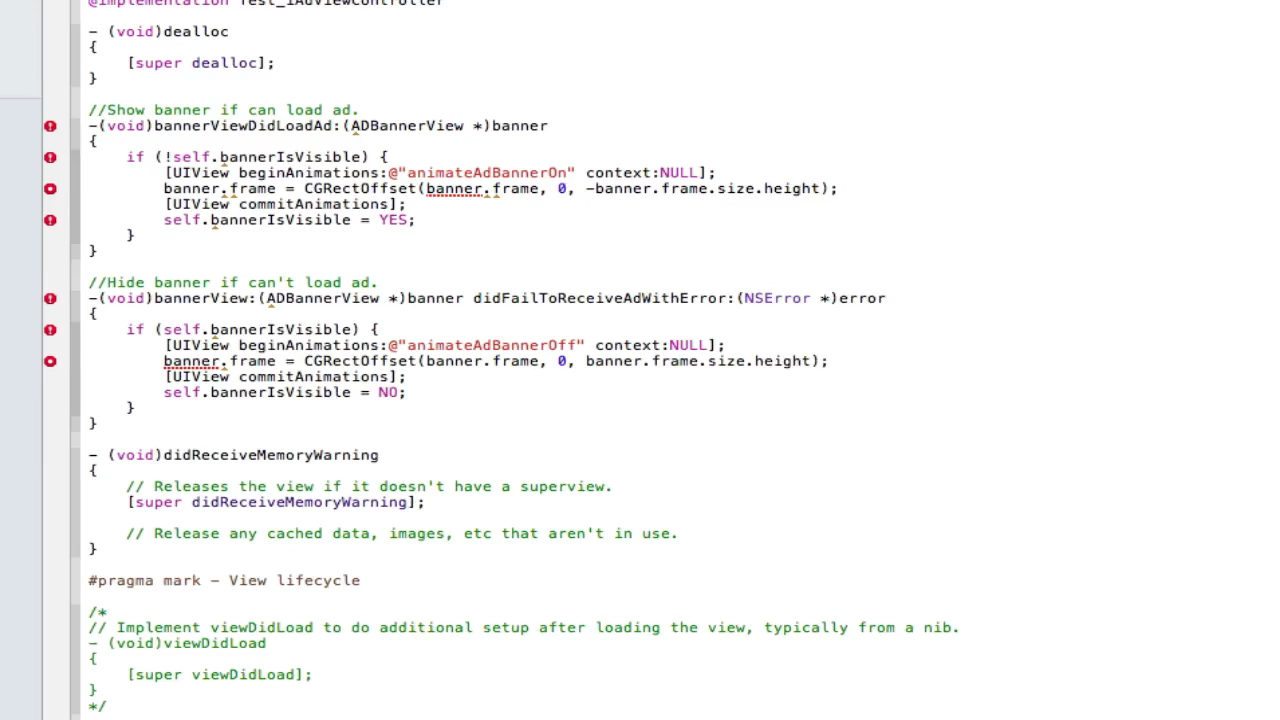 @implementation Test_iAdViewController
- (void)dealloc
{
[super dealloc];
}
//Show banner if can load ad.
-(void)bannerViewDidLoadAd:(ADBannerView *)banner
{
if (!self.bannerIsVisible) {
[UIView beginAnimations:@"animateAdBannerOn" context:NULL];
banner.frame = CGRectOffset(banner.frame, 0, -banner.frame.size.height);
[UIView commitAnimations];
self.bannerIsVisible = YES;
}
}
//Hide banner if can't load ad.
-(void)bannerView:(ADBannerView *)banner didFailToReceiveAdWithError:(NSError *)error
{
if (self.bannerIsVisible) {
[UIView beginAnimations:@"animateAdBannerOff" context:NULL];
banner.frame = CGRectOffset(banner.frame, 0, banner.frame.size.height);
[UIView commitAnimations];
self.bannerIsVisible = NO;
}
}
- (void)didReceiveMemoryWarning
{
// Releases the view if it doesn't have a superview.
[super didReceiveMemoryWarning];
// Release any cached data, images, etc that aren't in use.
}
#pragma mark - View lifecycle
/*
// Implement viewDidLoad to do additional setup after loading the view, typically from a nib.
- (void)viewDidLoad
{
[super viewDidLoad];
}
*/